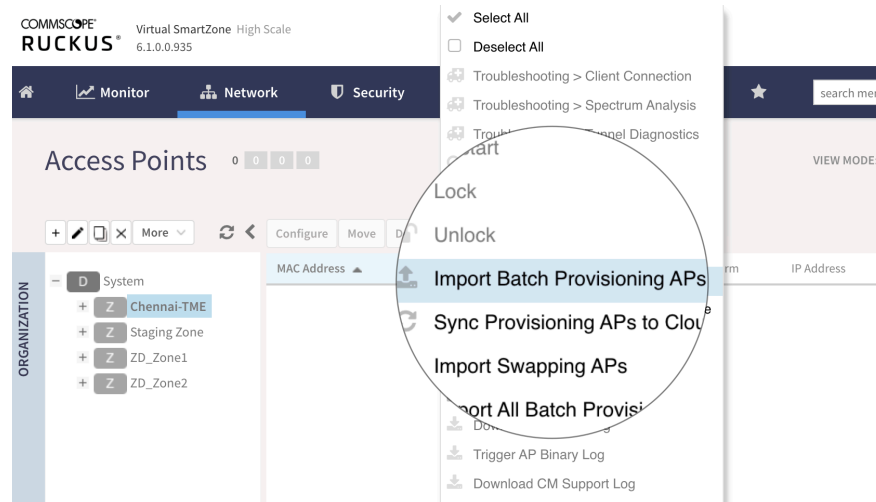 COMMSCOPE®
RUCKUS®
Virtual SmartZone High Scale
6.1.0.0.935
Monitor
Network
Security
search
Access Points 0 0 0 0
VIEW MODE:
More
Configure
Move
MAC Address
IP Address
ORGANIZATION
D System
Z Chennai-TME
Z Staging Zone
Z ZD_Zone1
Z ZD_Zone2
Select All
Deselect All
Troubleshooting > Client Connection
Troubleshooting > Spectrum Analysis
Diagnostics
Lock
Unlock
Import Batch Provisioning APs
Sync Provisioning APs to
Import Swapping APs
All Batch
Trigger AP Binary Log
Download CM Support Log